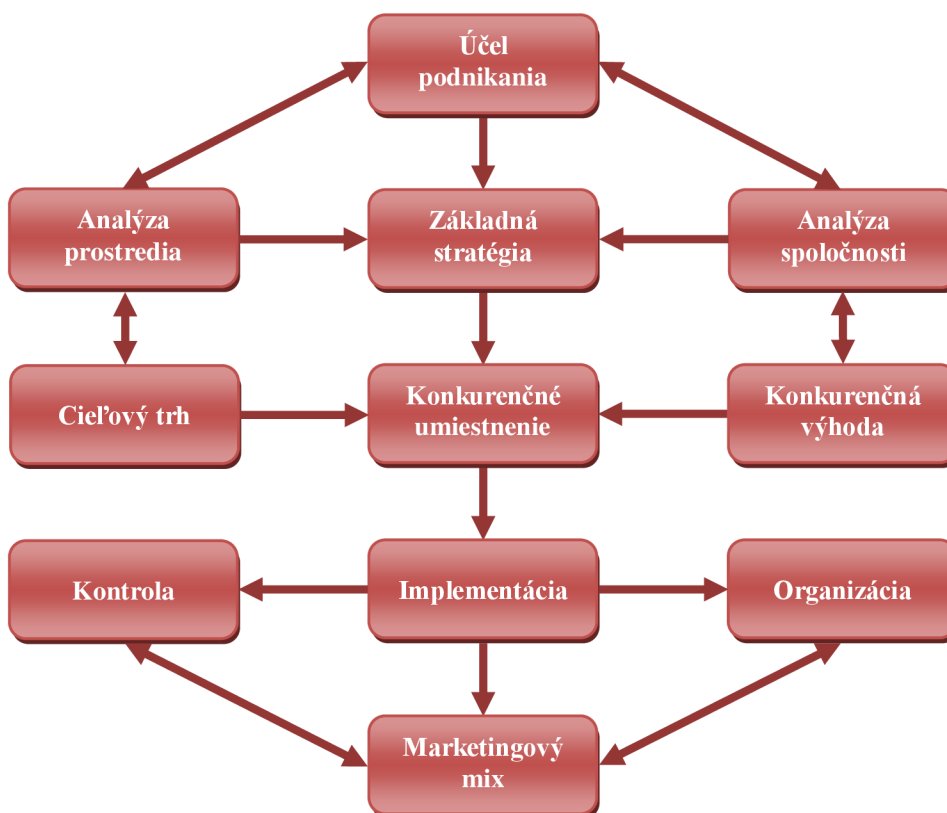 Účel
podnikania
Analýza
prostredia
Základná
stratégia
Analýza
spoločnosti
Cieľový trh
Konkurenčné
umiestnenie
Konkurenčná
výhoda
Kontrola
Implementácia
Organizácia
Marketingový
mix